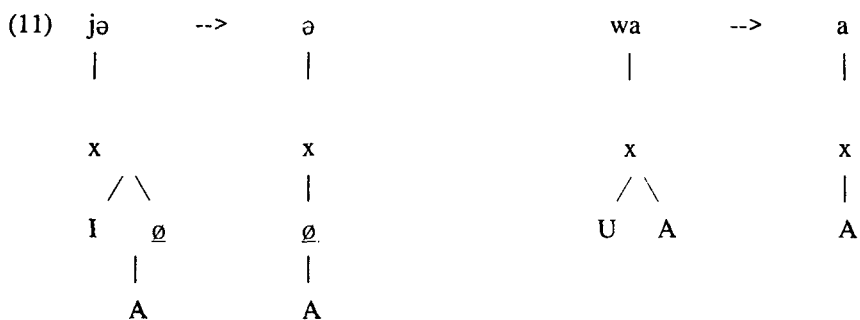 (11) jə --> ə wa --> a
| | | |
x x x x
/ \ | / \ |
I ø ø. U A A
| |
A A